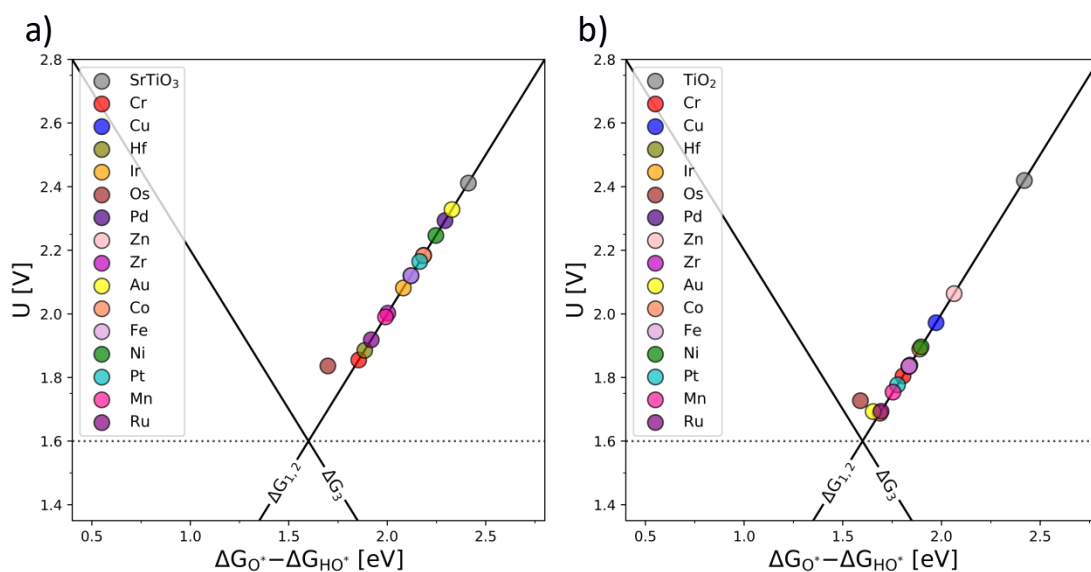 a)
2.8
2.6
2.4
2.2
2.0
1.8
1.6
1.4
U [V]
SrTiO₃
Cr
Cu
Hf
Ir
Os
Pd
Zn
Zr
Au
Co
Fe
Ni
Pt
Mn
Ru
ΔG₁,₂
ΔG₃
0.5 1.0 1.5 2.0 2.5
ΔG_O* − ΔG_HO* [eV]
b)
2.8
2.6
2.4
2.2
2.0
1.8
1.6
1.4
U [V]
TiO₂
Cr
Cu
Hf
Ir
Os
Pd
Zn
Zr
Au
Co
Fe
Ni
Pt
Mn
Ru
ΔG₁,₂
ΔG₃
0.5 1.0 1.5 2.0 2.5
ΔG_O* − ΔG_HO* [eV]